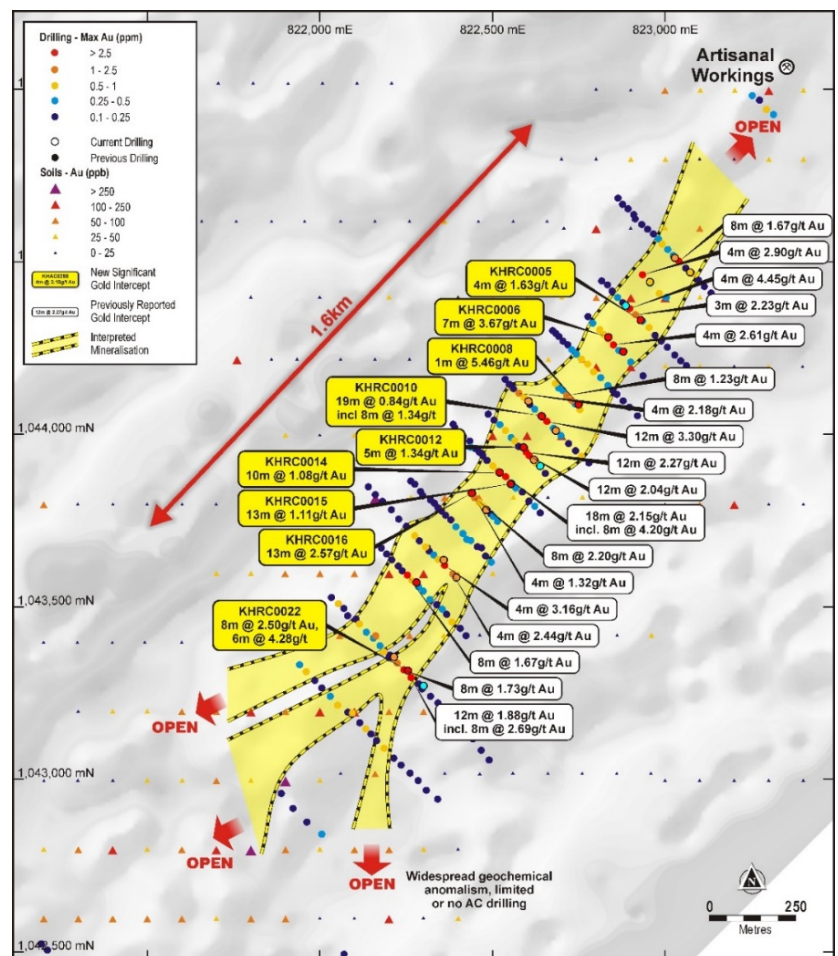 822,000 mE
822,500 mE
823,000 mE
Drilling - Max Au (ppm)
> 2.5
1 - 2.5
0.5 - 1
0.25 - 0.5
0.1 - 0.25
Current Drilling
Previous Drilling
Soils - Au (ppb)
> 250
100 - 250
50 - 100
25 - 50
0 - 25
New Significant
Gold Intercept
Previously Reported
Gold Intercept
Interpreted
Mineralisation
Artisanal
Workings
OPEN
1.6km
8m @ 1.67g/t Au
4m @ 2.90g/t Au
4m @ 4.45g/t Au
3m @ 2.23g/t Au
4m @ 2.61g/t Au
8m @ 1.23g/t Au
4m @ 2.18g/t Au
12m @ 3.30g/t Au
12m @ 2.27g/t Au
12m @ 2.04g/t Au
18m @ 2.15g/t Au
incl. 8m @ 4.20g/t Au
8m @ 2.20g/t Au
4m @ 1.32g/t Au
4m @ 3.16g/t Au
4m @ 2.44g/t Au
8m @ 1.67g/t Au
8m @ 1.73g/t Au
12m @ 1.88g/t Au
incl. 8m @ 2.69g/t Au
KHRC0005
4m @ 1.63g/t Au
KHRC0006
7m @ 3.67g/t Au
KHRC0008
1m @ 5.46g/t Au
KHRC0010
19m @ 0.84g/t Au
incl 8m @ 1.34g/t
KHRC0012
5m @ 1.34g/t Au
KHRC0014
10m @ 1.08g/t Au
KHRC0015
13m @ 1.11g/t Au
KHRC0016
13m @ 2.57g/t Au
KHRC0022
8m @ 2.50g/t Au,
6m @ 4.28g/t
1,044,000 mN
1,043,500 mN
1,043,000 mN
1,042,500 mN
OPEN
OPEN
OPEN
Widespread geochemical
anomalism, limited
or no AC drilling
N
0 250
Metres